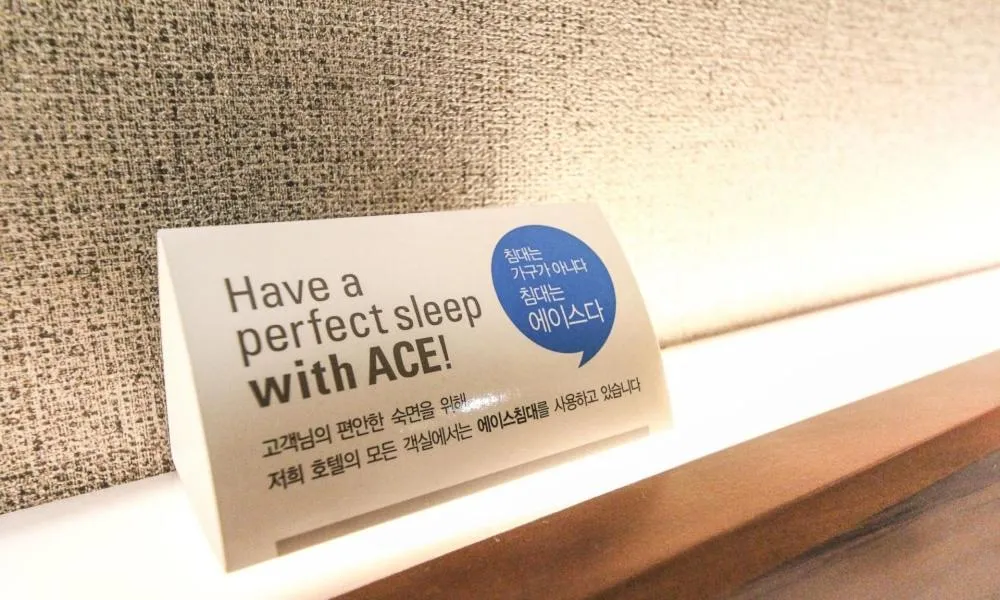 Have a
perfect sleep
with ACE!
침대는
가구가 아니다
침대는
에이스다
고객님의 편안한 숙면을 위해
저희 호텔의 모든 객실에서는 에이스침대를 사용하고 있습니다